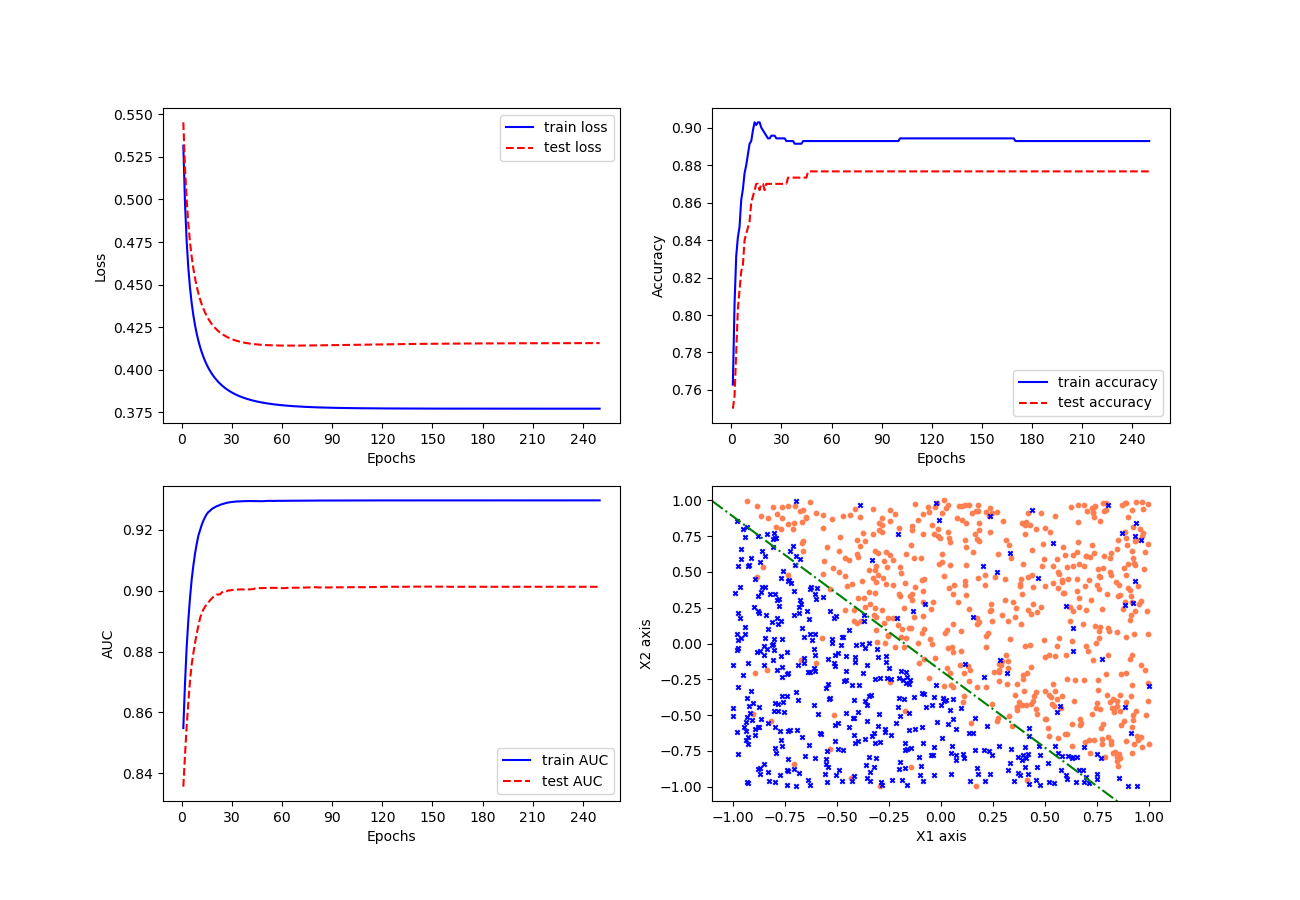 0.550
0.525
0.500
0.475
0.450
0.425
0.400
0.375
Loss
train loss
test loss
0 30 60 90 120 150 180 210 240
Epochs
0.90
0.88
0.86
0.84
0.82
0.80
0.78
0.76
Accuracy
train accuracy
test accuracy
0 30 60 90 120 150 180 210 240
Epochs
0.92
0.90
0.88
0.86
0.84
AUC
train AUC
test AUC
0 30 60 90 120 150 180 210 240
Epochs
1.00
0.75
0.50
0.25
0.00
−0.25
−0.50
−0.75
−1.00
X2 axis
−1.00 −0.75 −0.50 −0.25 0.00 0.25 0.50 0.75 1.00
X1 axis